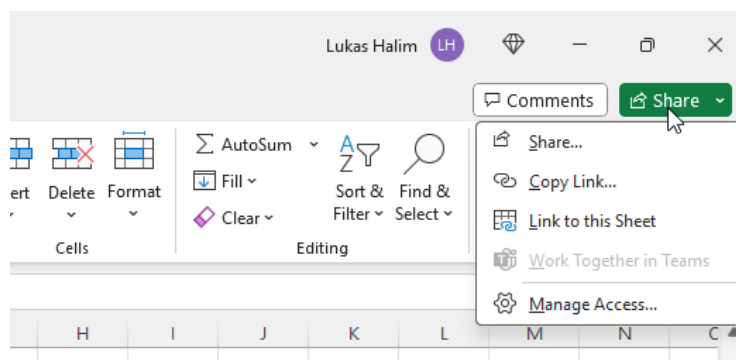 Lukas Halim LH
Comments Share
Share...
Copy Link...
Link to this Sheet
Work Together in Teams
Manage Access...
ert Delete Format
Cells
AutoSum
Fill
Clear
A
Z
Sort &
Filter
Find &
Select
Editing
H I J K L M N